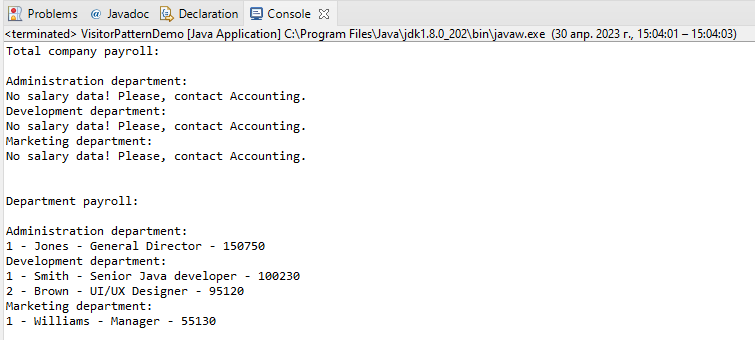 Problems @ Javadoc Declaration Console
<terminated> VisitorPatternDemo [Java Application] C:\Program Files\Java\jdk1.8.0_202\bin\javaw.exe (30 апр. 2023 г., 15:04:01 – 15:04:03)
Total company payroll:
Administration department:
No salary data! Please, contact Accounting.
Development department:
No salary data! Please, contact Accounting.
Marketing department:
No salary data! Please, contact Accounting.
Department payroll:
Administration department:
1 - Jones - General Director - 150750
Development department:
1 - Smith - Senior Java developer - 100230
2 - Brown - UI/UX Designer - 95120
Marketing department:
1 - Williams - Manager - 55130